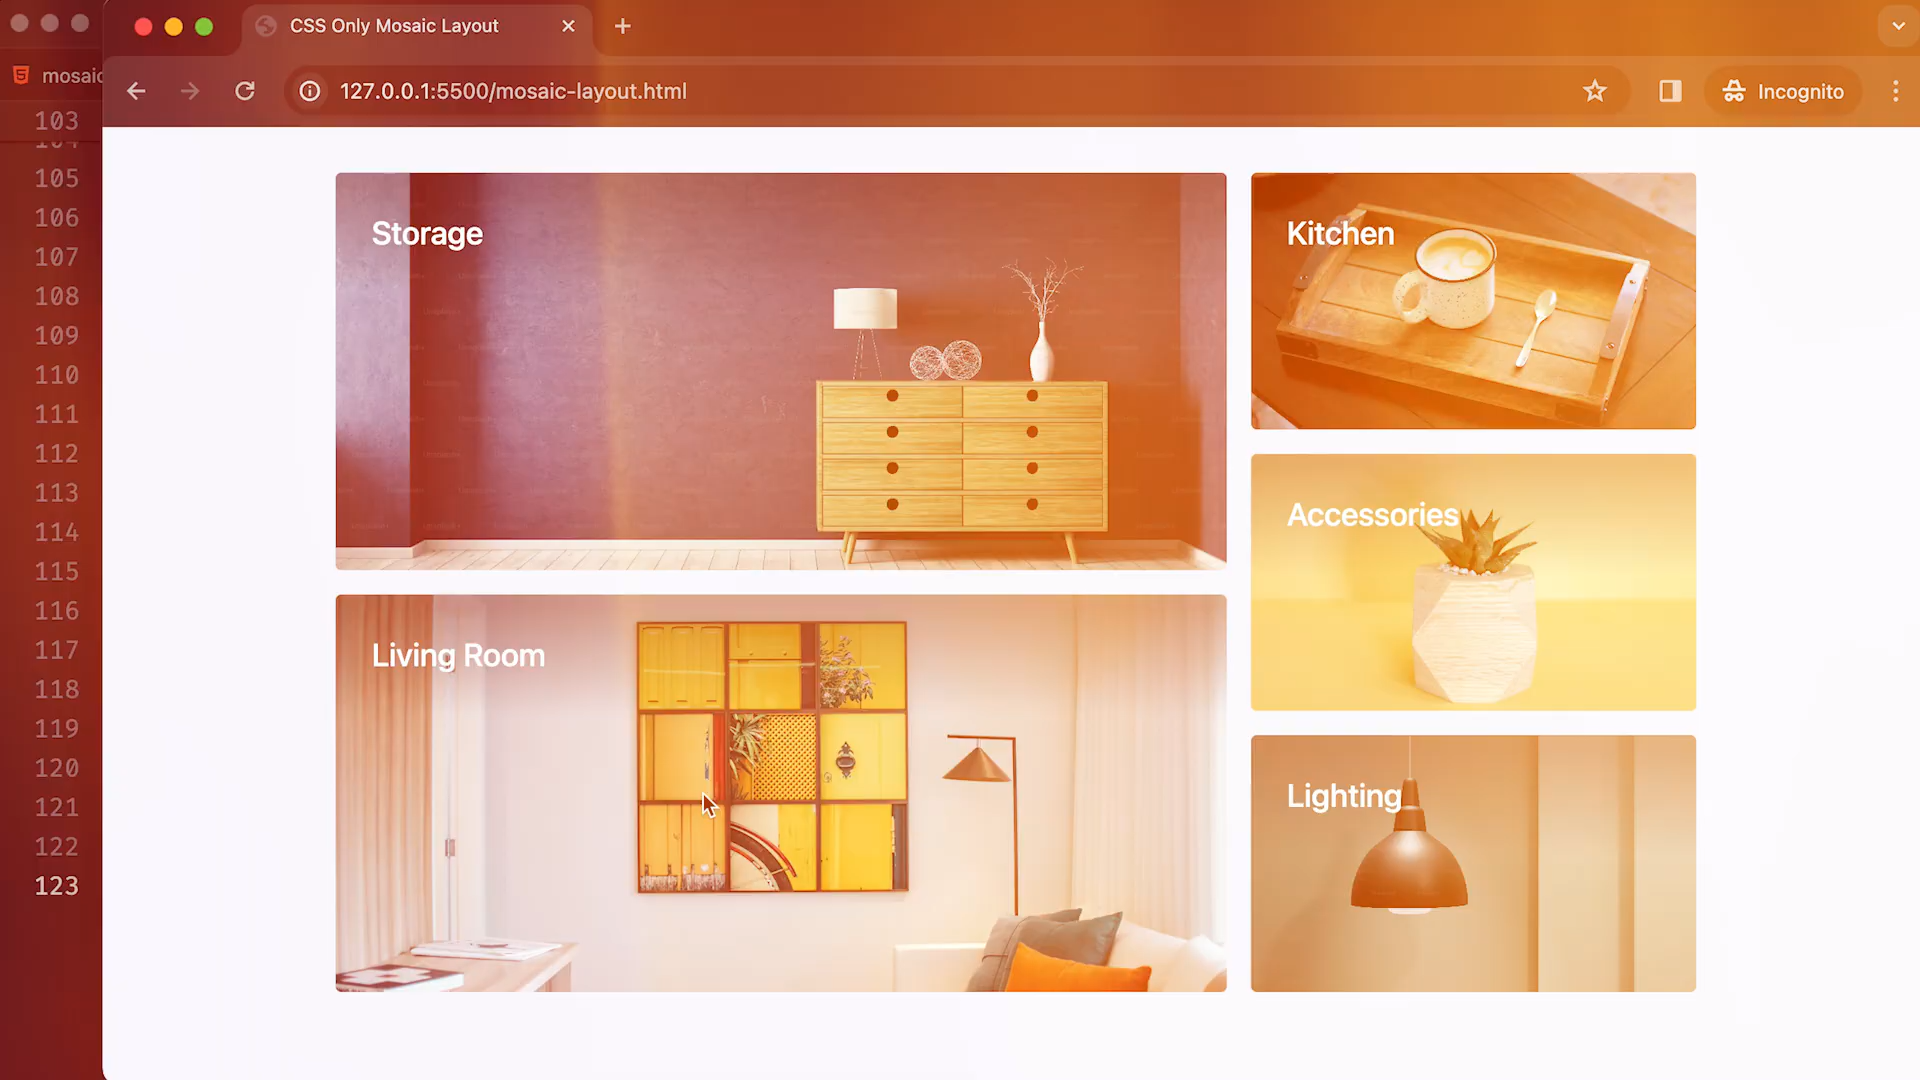 CSS Only Mosaic Layout
mosaic
127.0.0.1:5500/mosaic-layout.html
Incognito
103
104
105
106
107
108
109
110
111
112
113
114
115
116
117
118
119
120
121
122
123
Storage
Kitchen
Accessories
Living Room
Lighting